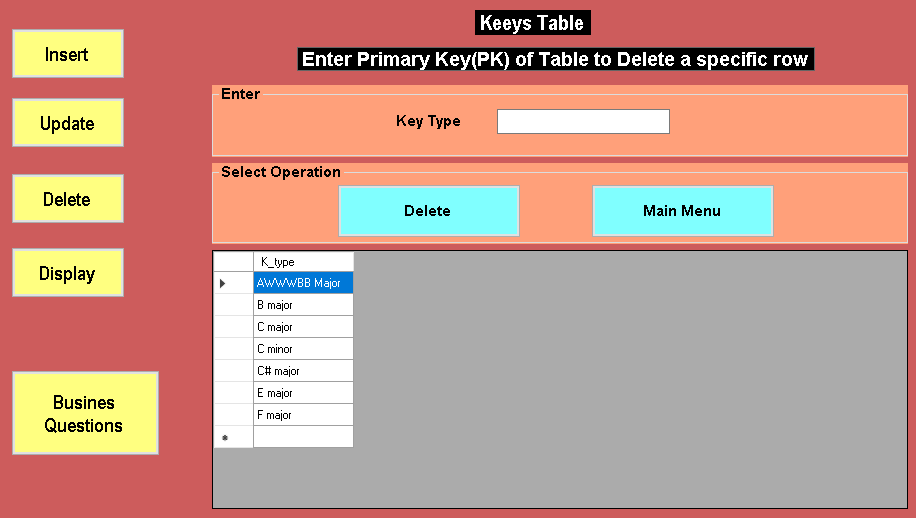 Keeys Table
Enter Primary Key(PK) of Table to Delete a specific row
Insert
Update
Delete
Display
Busines
Questions
Enter
Key Type
Select Operation
Delete
Main Menu
K_type
AWWWBB Major
B major
C major
C minor
C# major
E major
F major